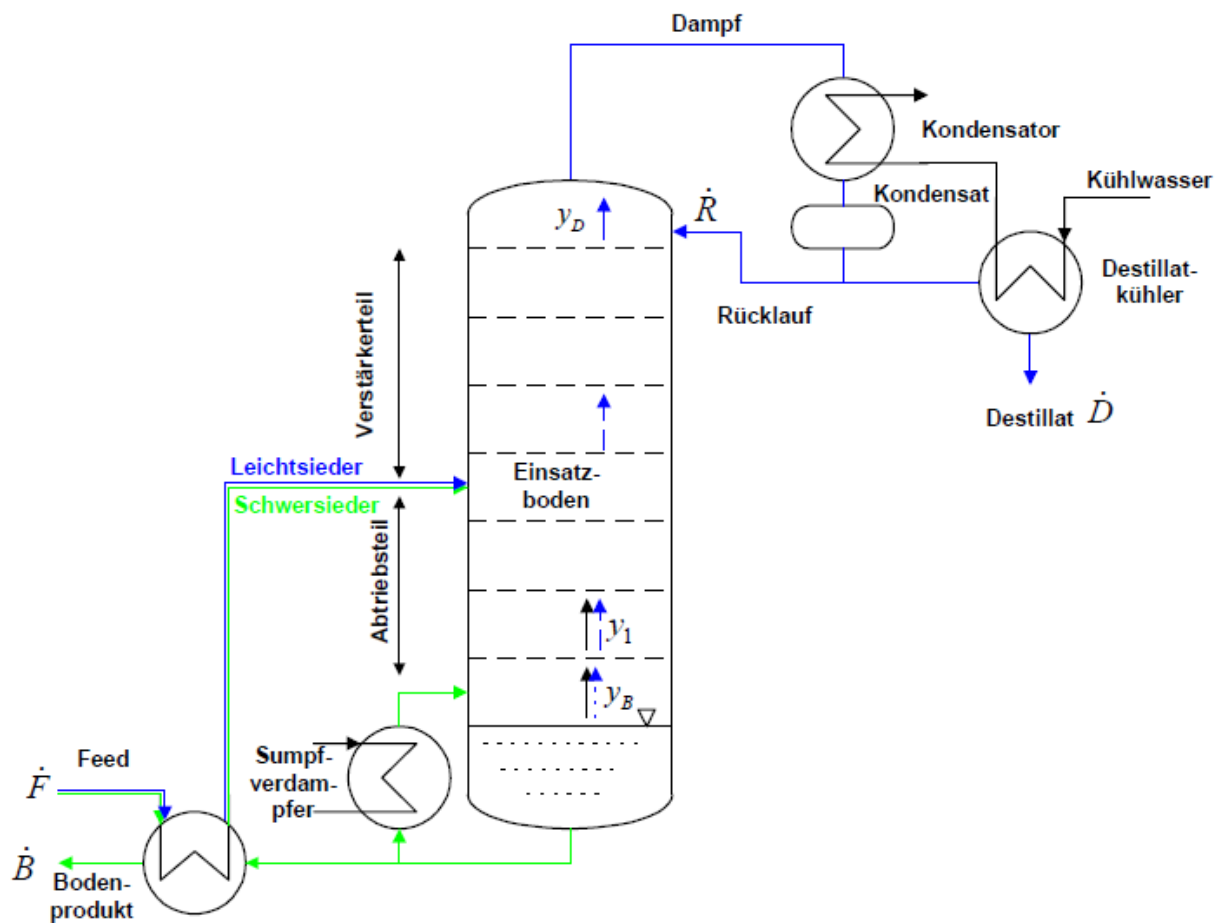 Dampf
Kondensator
Kondensat
Kühlwasser
Ṙ
y_D
Destillat-
kühler
Rücklauf
Verstärkerteil
Destillat Ḋ
Leichtsieder
Schwersieder
Einsatz-
boden
Abtriebsteil
y_1
y_B
Feed
Sumpf-
verdam-
pfer
Ḟ
Ḃ
Boden-
produkt